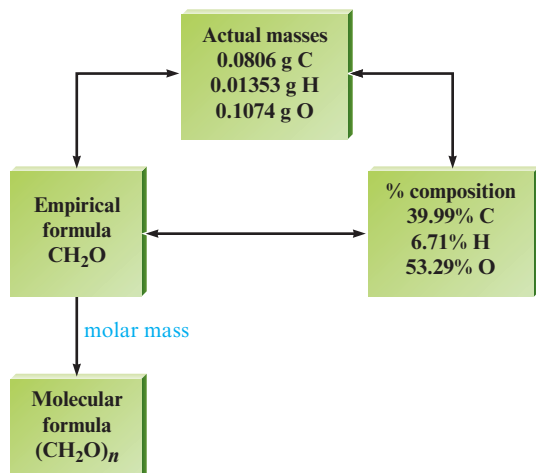 Actual masses
0.0806 g C
0.01353 g H
0.1074 g O
Empirical
formula
CH₂O
% composition
39.99% C
6.71% H
53.29% O
molar mass
Molecular
formula
(CH₂O)n